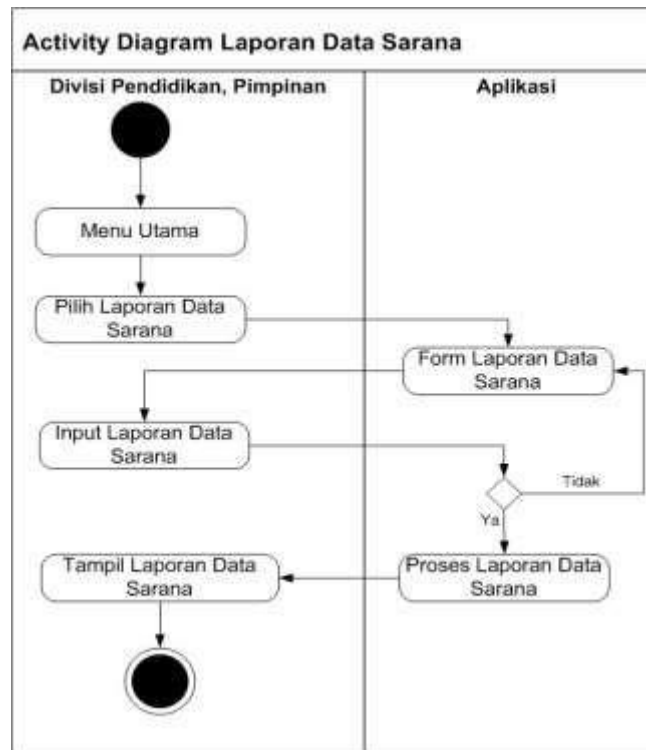 Activity Diagram Laporan Data Sarana
Divisi Pendidikan, Pimpinan
Aplikasi
Menu Utama
Pilih Laporan Data
Sarana
Form Laporan Data
Sarana
Input Laporan Data
Sarana
Tidak
Ya
Proses Laporan Data
Sarana
Tampil Laporan Data
Sarana